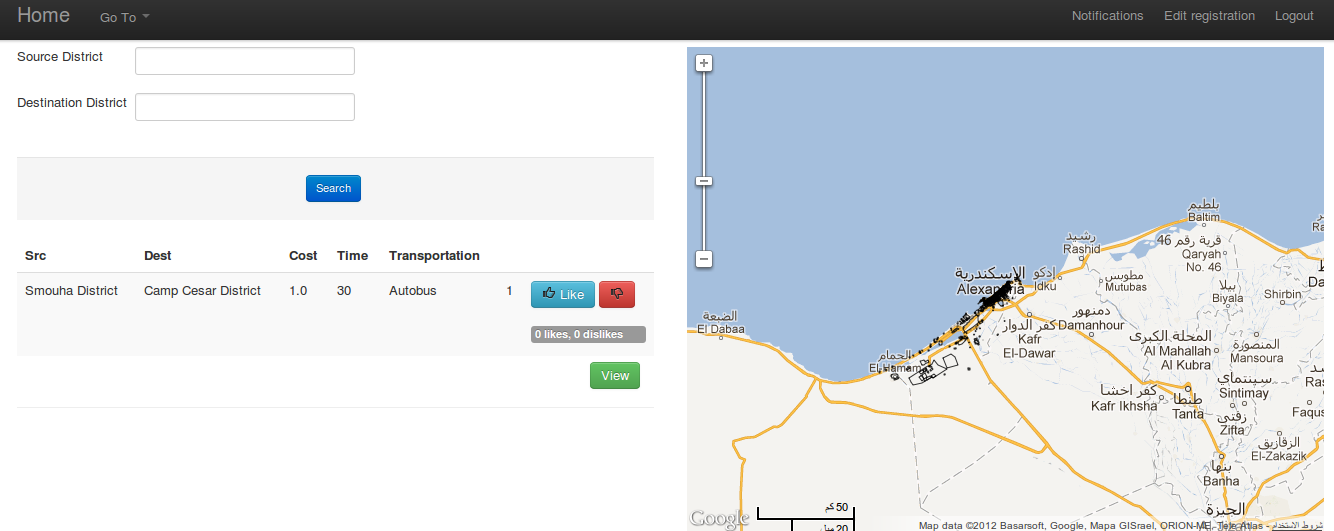 Home Go To Notifications Edit registration Logout
Source District
Destination District
Search
Src Dest Cost Time Transportation
Smouha District Camp Cesar District 1.0 30 Autobus 1 Like
0 likes, 0 dislikes
View
بلطيم
Baltim
رشيد
Rashid
قرية رقم 46
Qaryah
No. 46
الإسكندرية
Alexandria
إدكو
Idku
مطوبس
Mutubas
بيلا
Biyala
Shirbin
الضبعة
El Dabaa
كفر الدوار
Kafr
El-Dawar
دمنهور
Damanhour
المحلة الكبرى
Al Mahallah
Al Kubra
المنصورة
Mansoura
الحمام
El-Hamam
سينتماي
Sintimay
كفر اخشا
Kafr Ikhsha
طنطا
Tanta
زفتى
Zifta
Faqus
الزقازيق
El-Zakazik
بنها
Banha
الجيزة
50 كم
20
Google
Map data ©2012 Basarsoft, Google, Mapa GISrael, ORION-ME, Tele Atlas - شروط الاستخدام